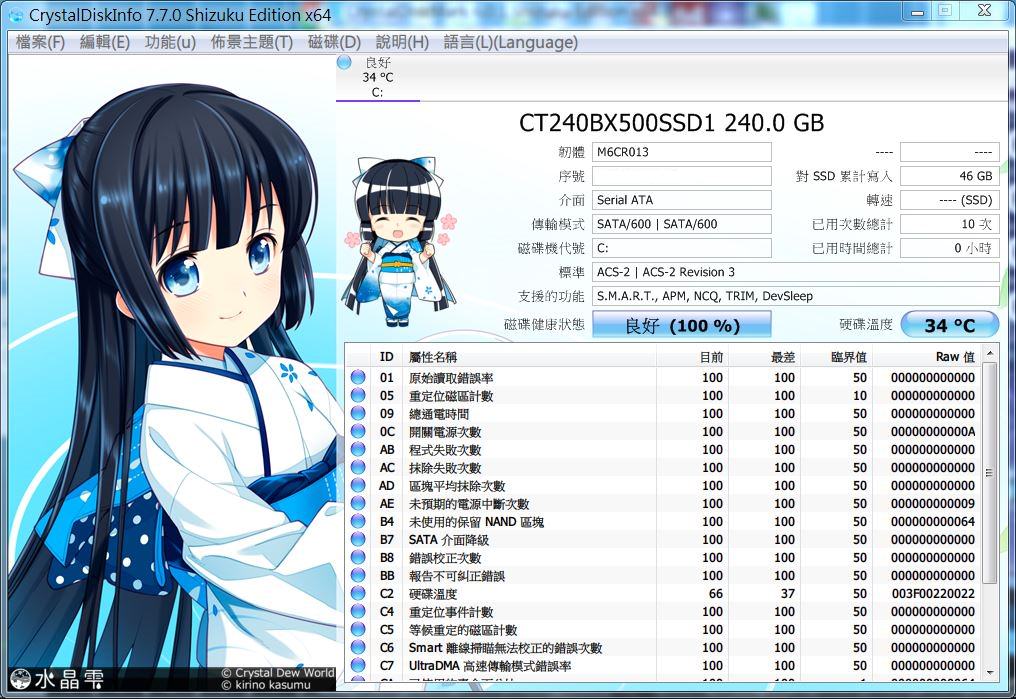 CrystalDiskInfo 7.7.0 Shizuku Edition x64
檔案(F) 編輯(E) 功能(u) 佈景主題(T) 磁碟(D) 說明(H) 語言(L)(Language)
良好
34 °C
C:
CT240BX500SSD1 240.0 GB
韌體 M6CR013 ---- ----
序號 對 SSD 累計寫入 46 GB
介面 Serial ATA 轉速 ---- (SSD)
傳輸模式 SATA/600 | SATA/600 已用次數總計 10 次
磁碟機代號 C: 已用時間總計 0 小時
標準 ACS-2 | ACS-2 Revision 3
支援的功能 S.M.A.R.T., APM, NCQ, TRIM, DevSleep
磁碟健康狀態 良好 (100 %) 硬碟溫度 34 °C
ID 屬性名稱 目前 最差 臨界值 Raw 值
01 原始讀取錯誤率 100 100 50 000000000000
05 重定位磁區計數 100 100 10 000000000000
09 總通電時間 100 100 50 000000000000
0C 開關電源次數 100 100 50 00000000000A
AB 程式失敗次數 100 100 50 000000000000
AC 抹除失敗次數 100 100 50 000000000000
AD 區塊平均抹除次數 100 100 50 000000000000
AE 未預期的電源中斷次數 100 100 50 000000000009
B4 未使用的保留 NAND 區塊 100 100 50 000000000064
B7 SATA 介面降級 100 100 50 000000000000
B8 錯誤校正次數 100 100 50 000000000000
BB 報告不可糾正錯誤 100 100 50 000000000000
C2 硬碟溫度 66 37 50 003F00220022
C4 重定位事件計數 100 100 50 000000000000
C5 等候重定的磁區計數 100 100 50 000000000000
C6 Smart 離線掃瞄無法校正的錯誤次數 100 100 50 000000000000
C7 UltraDMA 高速傳輸模式錯誤率 100 100 50 000000000000
水晶雫
© Crystal Dew World
© kirino kasumu